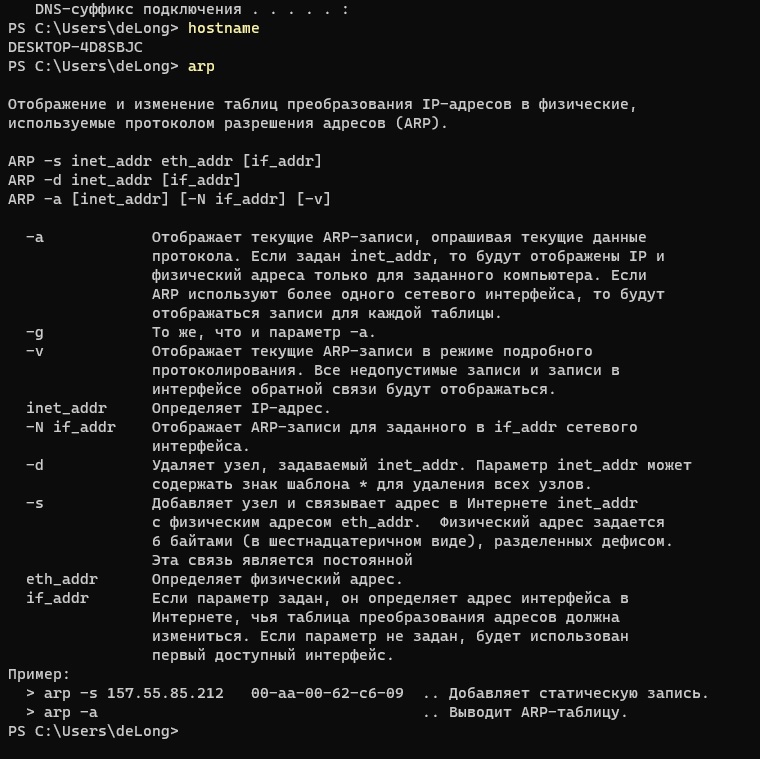 DNS-суффикс подключения . . . . . :
PS C:\Users\deLong> hostname
DESKTOP-4D8SBJC
PS C:\Users\deLong> arp
Отображение и изменение таблиц преобразования IP-адресов в физические,
используемые протоколом разрешения адресов (ARP).
ARP -s inet_addr eth_addr [if_addr]
ARP -d inet_addr [if_addr]
ARP -a [inet_addr] [-N if_addr] [-v]
-a Отображает текущие ARP-записи, опрашивая текущие данные
протокола. Если задан inet_addr, то будут отображены IP и
физический адреса только для заданного компьютера. Если
ARP используют более одного сетевого интерфейса, то будут
отображаться записи для каждой таблицы.
-g То же, что и параметр -a.
-v Отображает текущие ARP-записи в режиме подробного
протоколирования. Все недопустимые записи и записи в
интерфейсе обратной связи будут отображаться.
inet_addr Определяет IP-адрес.
-N if_addr Отображает ARP-записи для заданного в if_addr сетевого
интерфейса.
-d Удаляет узел, задаваемый inet_addr. Параметр inet_addr может
содержать знак шаблона * для удаления всех узлов.
-s Добавляет узел и связывает адрес в Интернете inet_addr
с физическим адресом eth_addr.  Физический адрес задается
6 байтами (в шестнадцатеричном виде), разделенных дефисом.
Эта связь является постоянной
eth_addr Определяет физический адрес.
if_addr Если параметр задан, он определяет адрес интерфейса в
Интернете, чья таблица преобразования адресов должна
измениться. Если параметр не задан, будет использован
первый доступный интерфейс.
Пример:
> arp -s 157.55.85.212   00-aa-00-62-c6-09  .. Добавляет статическую запись.
> arp -a                                    .. Выводит ARP-таблицу.
PS C:\Users\deLong>